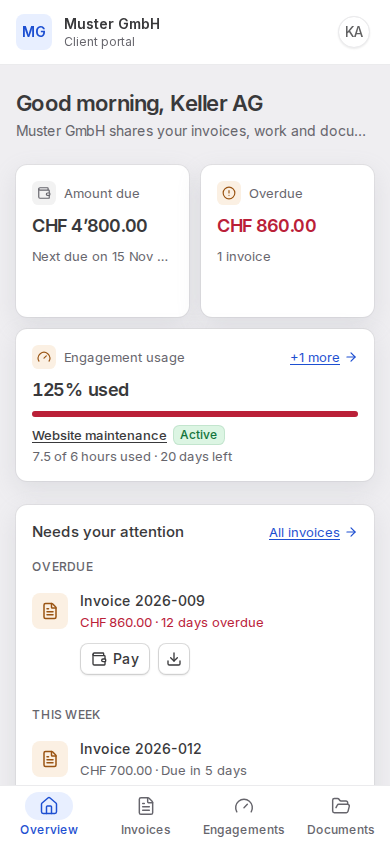 MG
Muster GmbH
Client portal
KA
Good morning, Keller AG
Muster GmbH shares your invoices, work and docu...
Amount due
CHF 4’800.00
Next due on 15 Nov ...
Overdue
CHF 860.00
1 invoice
Engagement usage
+1 more →
125% used
Website maintenance Active
7.5 of 6 hours used · 20 days left
Needs your attention
All invoices →
OVERDUE
Invoice 2026-009
CHF 860.00 · 12 days overdue
Pay
THIS WEEK
Invoice 2026-012
CHF 700.00 · Due in 5 days
Overview Invoices Engagements Documents